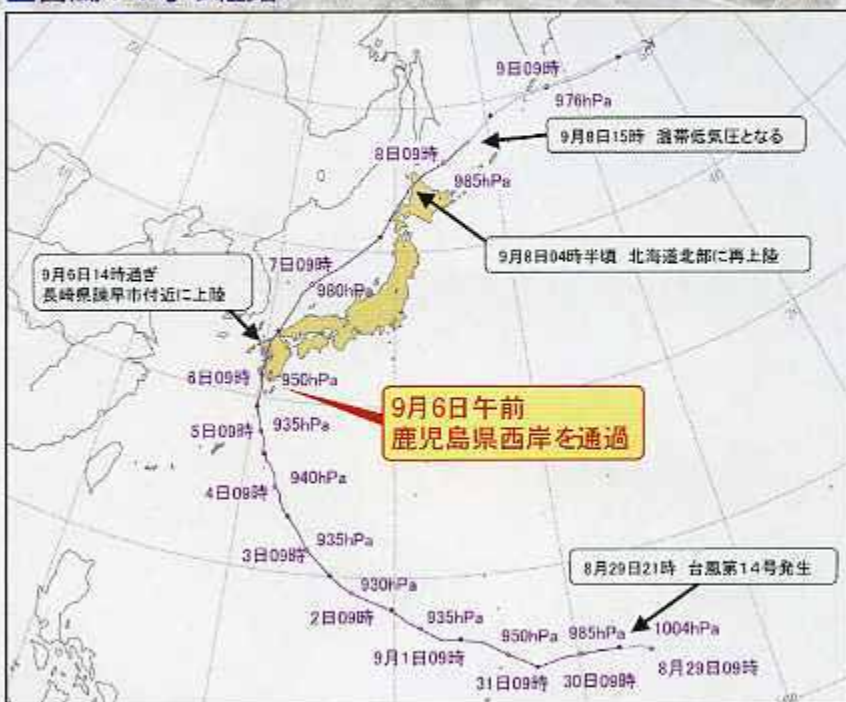 9日09時
976hPa
9月8日15時 温帯低気圧となる
8日09時
985hPa
9月8日04時半頃 北海道北部に再上陸
7日09時
980hPa
9月6日14時過ぎ
長崎県諫早市付近に上陸
6日09時
950hPa
9月6日午前
鹿児島県西岸を通過
5日09時
935hPa
4日09時
940hPa
3日09時
935hPa
8月29日21時 台風第14号発生
2日09時
930hPa
9月1日09時
935hPa
31日09時
950hPa
30日09時
985hPa
1004hPa
8月29日09時